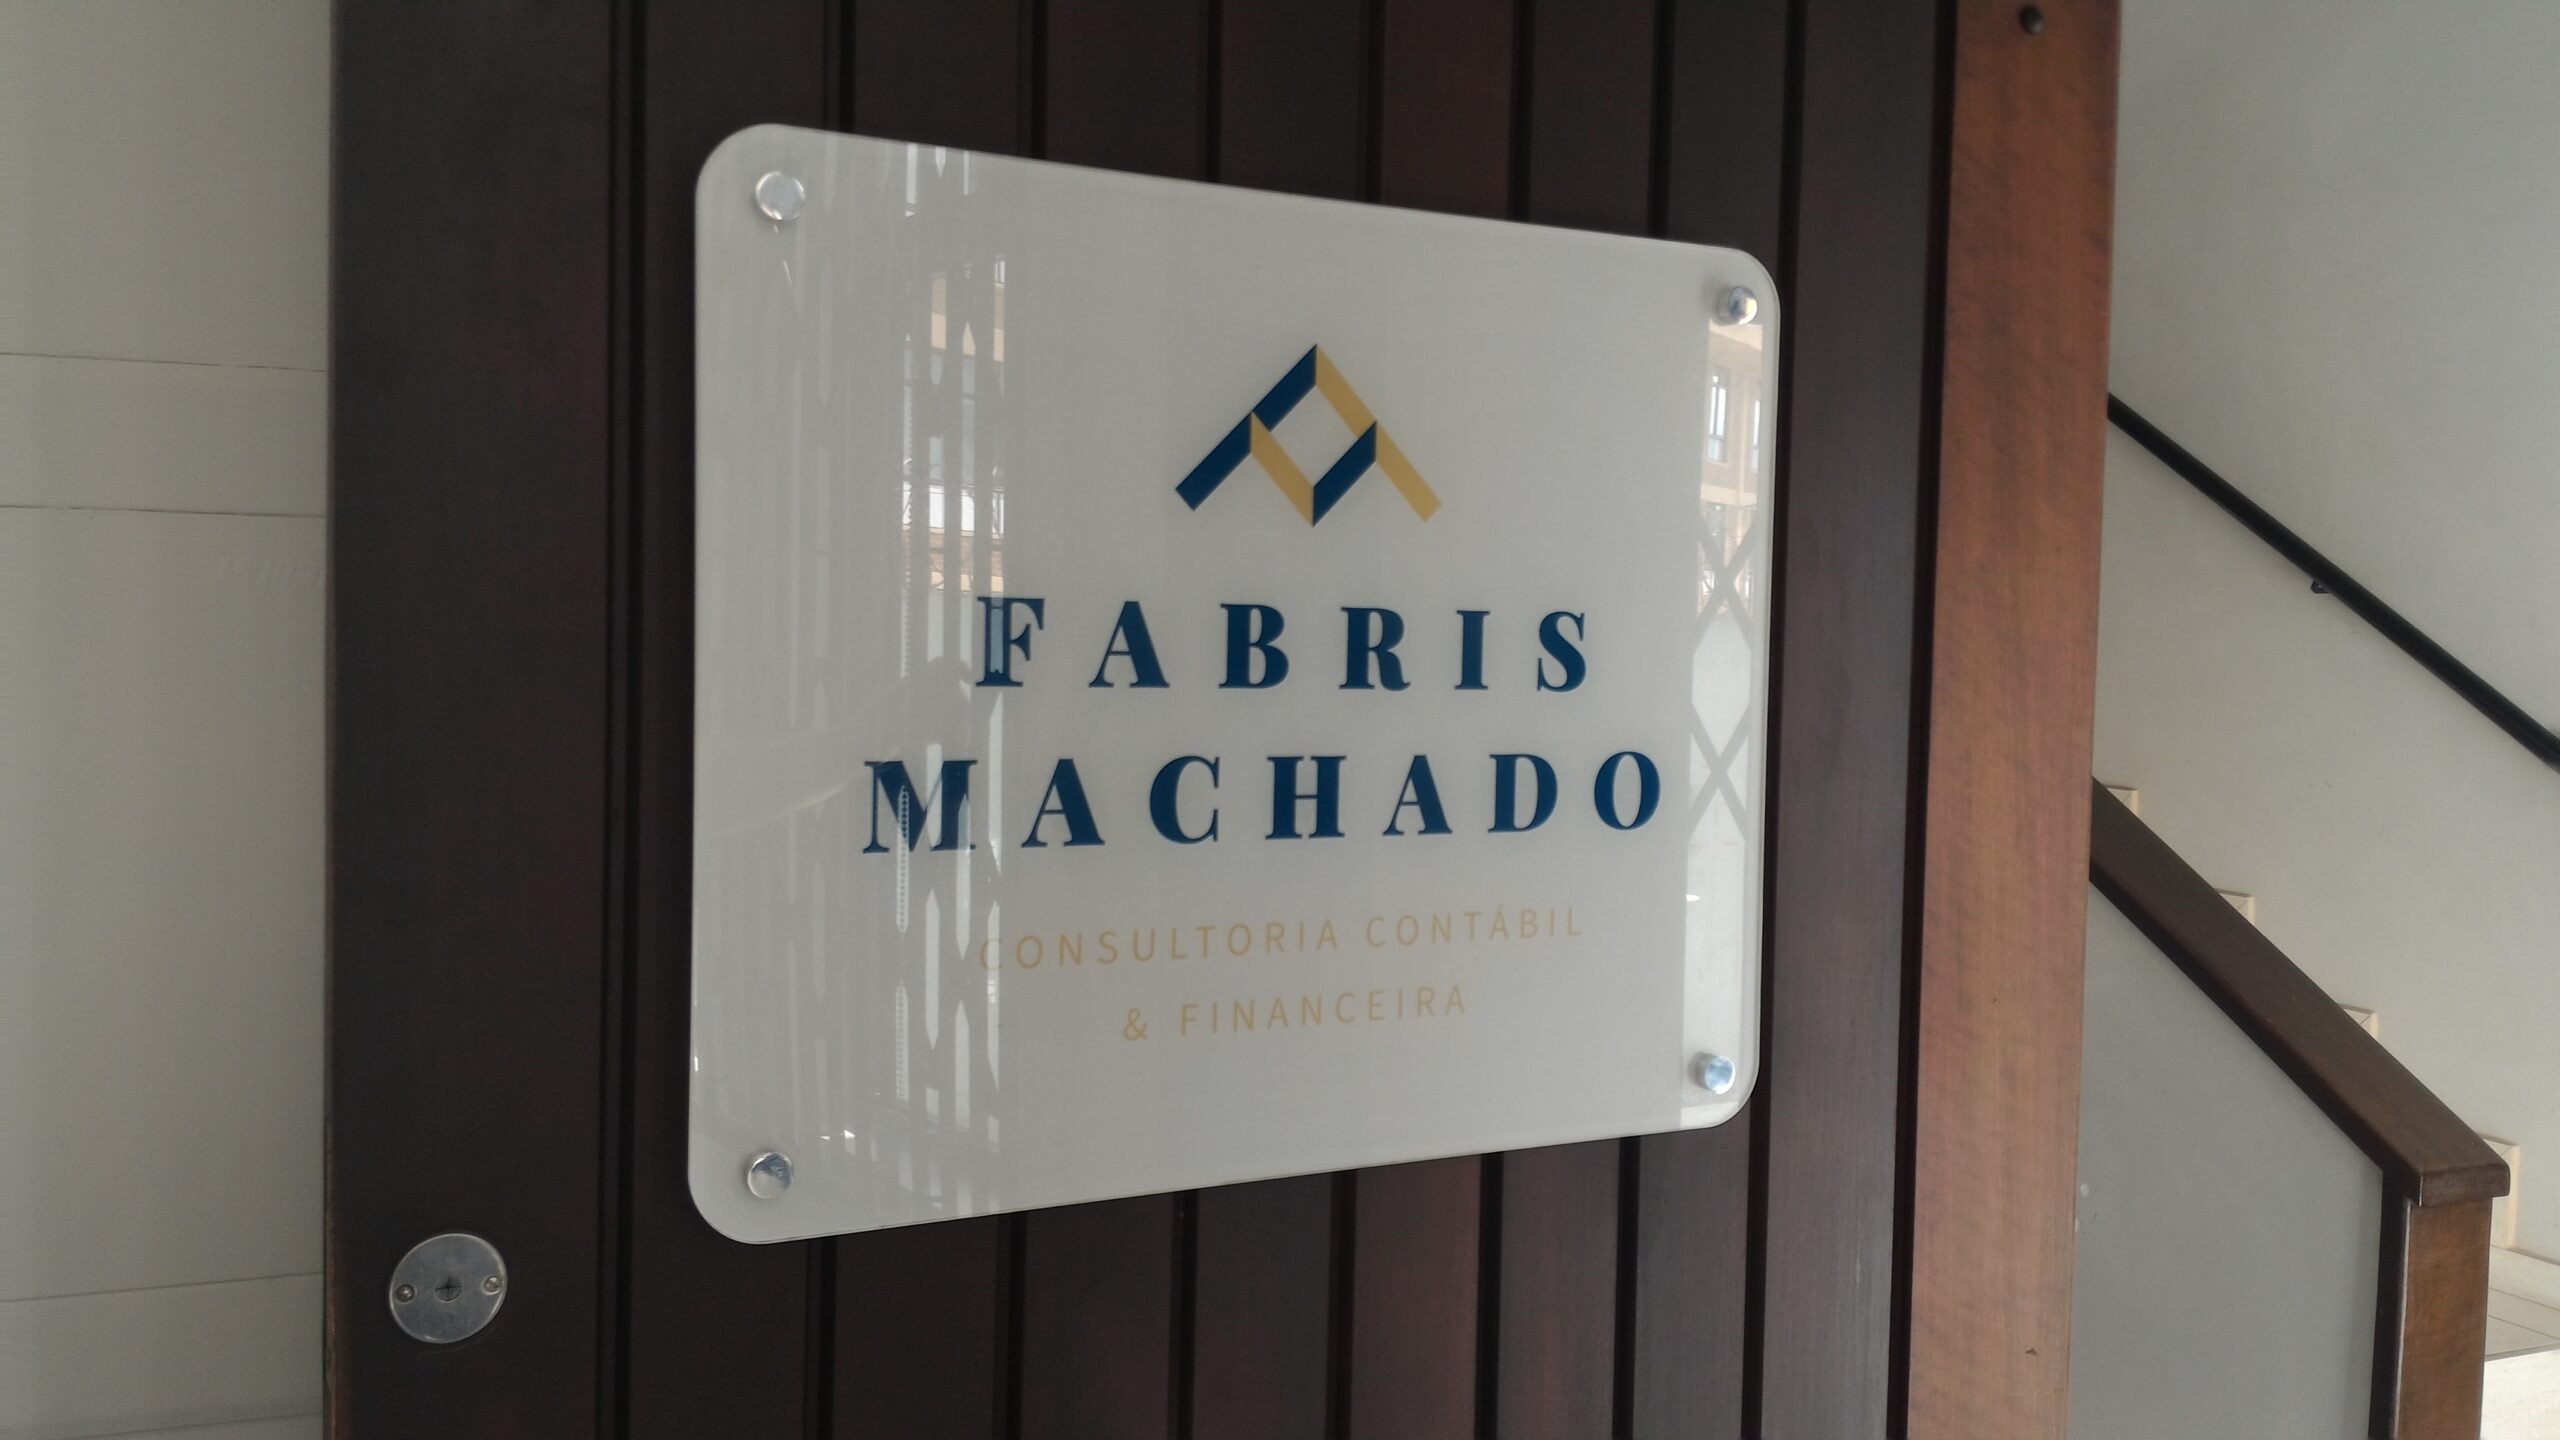 FABRIS
MACHADO
CONSULTORIA CONTÁBIL
& FINANCEIRA